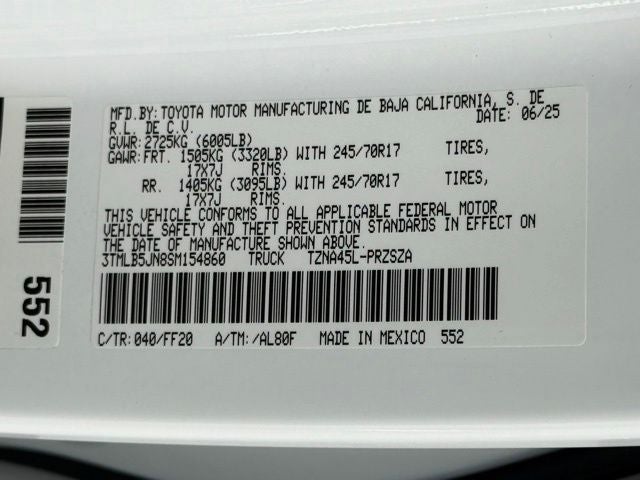 MFD.BY:TOYOTA MOTOR MANUFACTURING DE BAJA CALIFORNIA, S. DE
R.L. DE C.V. DATE: 06/25
GVWR:2725KG (6005LB)
GAWR:FRT. 1505KG (3320LB) WITH 245/70R17 TIRES,
17X7J RIMS.
RR. 1405KG (3095LB) WITH 245/70R17 TIRES,
17X7J RIMS.
THIS VEHICLE CONFORMS TO ALL APPLICABLE FEDERAL MOTOR
VEHICLE SAFETY AND THEFT PREVENTION STANDARDS IN EFFECT ON
THE DATE OF MANUFACTURE SHOWN ABOVE.
3TMLB5JN8SM154860 TRUCK TZNA45L-PRZSZA
C/TR:040/FF20 A/TM:/AL80F MADE IN MEXICO 552
552